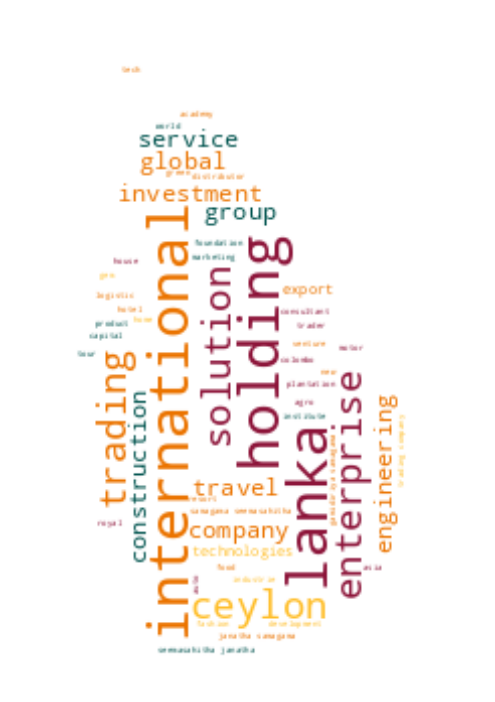 tech
academy
world
service
global
green
distributor
investment
group
international
foundation
holding
marketing
house
solution
gem
export
logistic
hotel
consultant
home
product
trader
capital
venture
motor
tour
trading
colombo
new
enterprise
plantation
construction
engineering
agro
institute
trading company
lanka
travel
resort
samagama seemasahitha
royal
company
technologies
food
asia
industrie
ceylon
fashion
development
janatha samagama
seemasahitha janatha